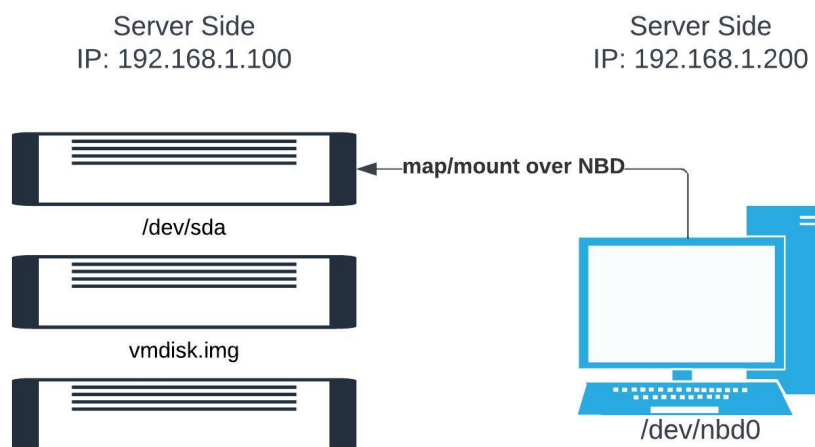 Server Side
IP: 192.168.1.100
Server Side
IP: 192.168.1.200
map/mount over NBD
/dev/sda
vmdisk.img
/dev/nbd0